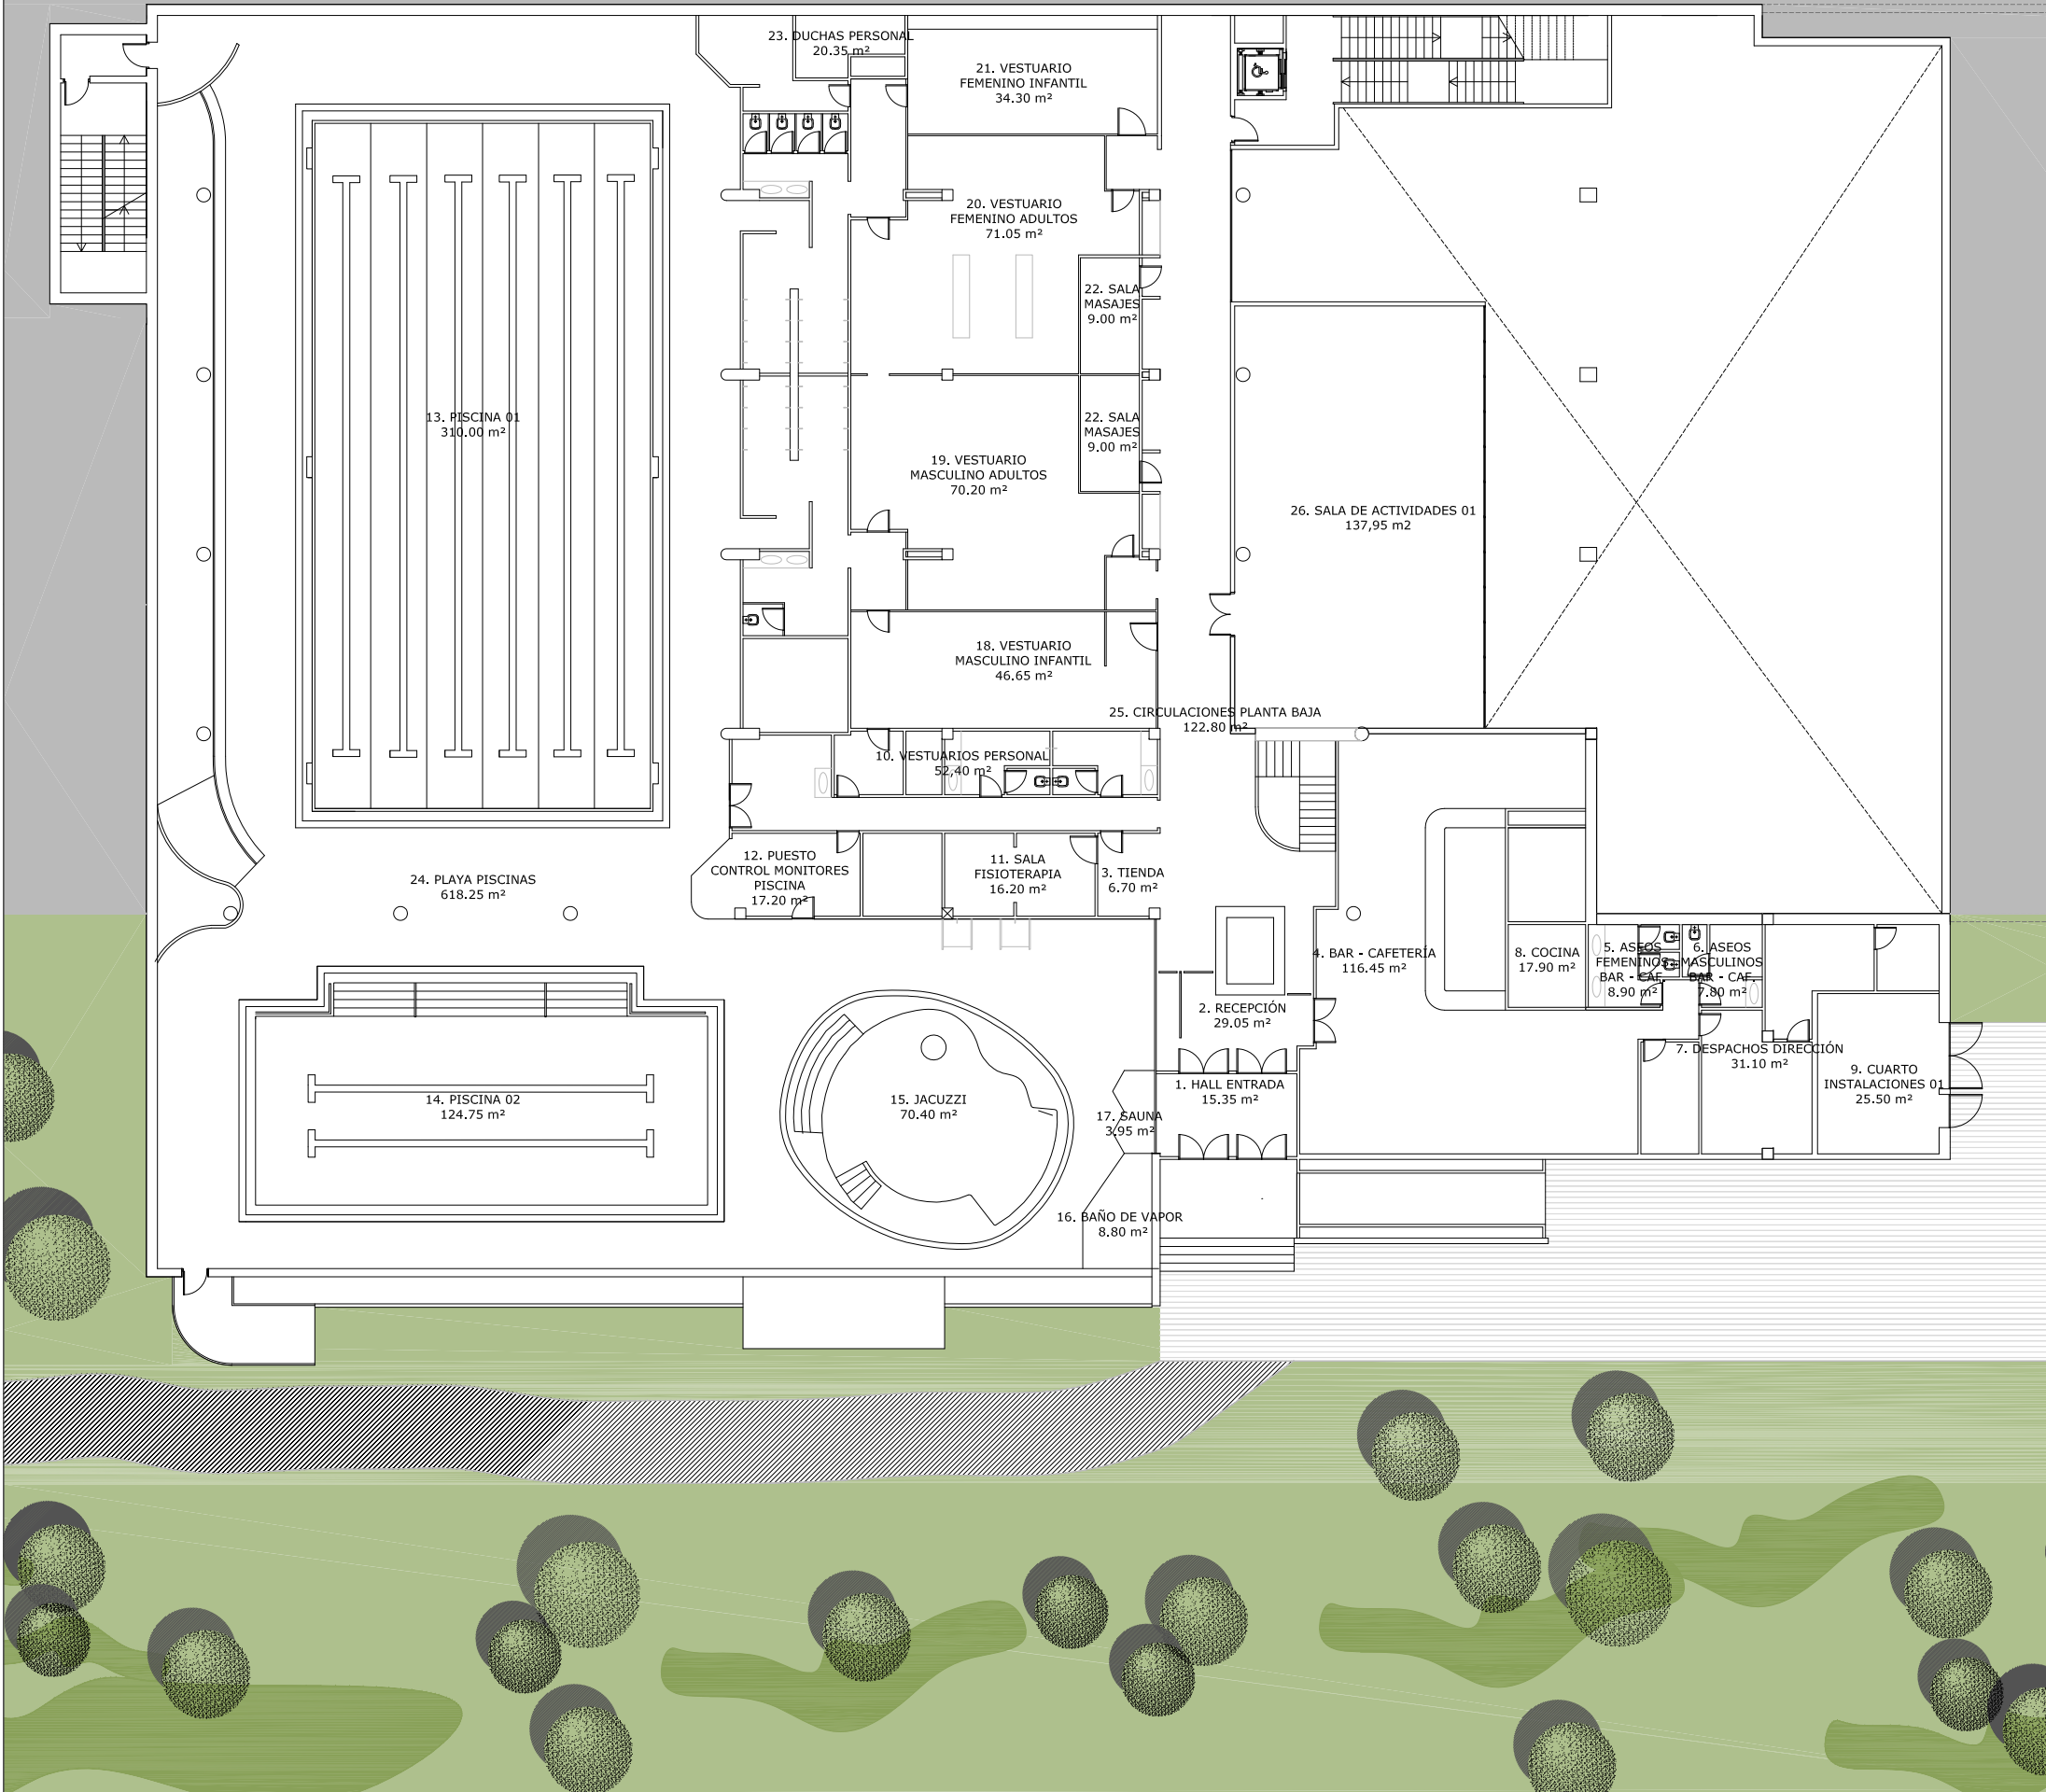 23. DUCHAS PERSONAL
20.35 m²
21. VESTUARIO
FEMENINO INFANTIL
34.30 m²
20. VESTUARIO
FEMENINO ADULTOS
71.05 m²
22. SALA
MASAJES
9.00 m²
13. PISCINA 01
310.00 m²
22. SALA
MASAJES
9.00 m²
19. VESTUARIO
MASCULINO ADULTOS
70.20 m²
26. SALA DE ACTIVIDADES 01
137,95 m2
18. VESTUARIO
MASCULINO INFANTIL
46.65 m²
25. CIRCULACIONES PLANTA BAJA
122.80 m²
10. VESTUARIOS PERSONAL
52,40 m²
12. PUESTO
CONTROL MONITORES
PISCINA
17.20 m²
11. SALA
FISIOTERAPIA
16.20 m²
3. TIENDA
6.70 m²
24. PLAYA PISCINAS
618.25 m²
4. BAR - CAFETERÍA
116.45 m²
8. COCINA
17.90 m²
5. ASEOS
FEMENINOS
BAR - CAF.
8.90 m²
6. ASEOS
MASCULINOS
BAR - CAF.
7.80 m²
2. RECEPCIÓN
29.05 m²
7. DESPACHOS DIRECCIÓN
31.10 m²
9. CUARTO
INSTALACIONES 01
25.50 m²
1. HALL ENTRADA
15.35 m²
14. PISCINA 02
124.75 m²
15. JACUZZI
70.40 m²
17. SAUNA
3.95 m²
16. BAÑO DE VAPOR
8.80 m²